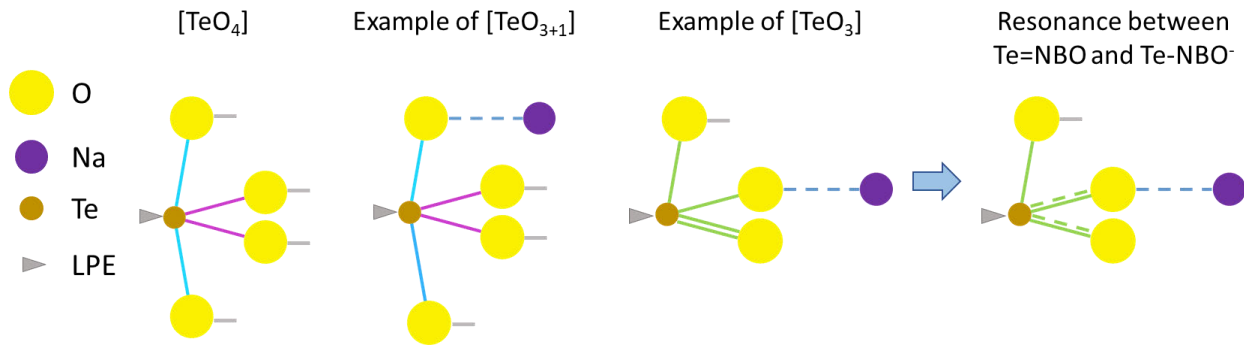 [TeO4]
Example of [TeO3+1]
Example of [TeO3]
Resonance between
Te=NBO and Te-NBO-
O
Na
Te
LPE